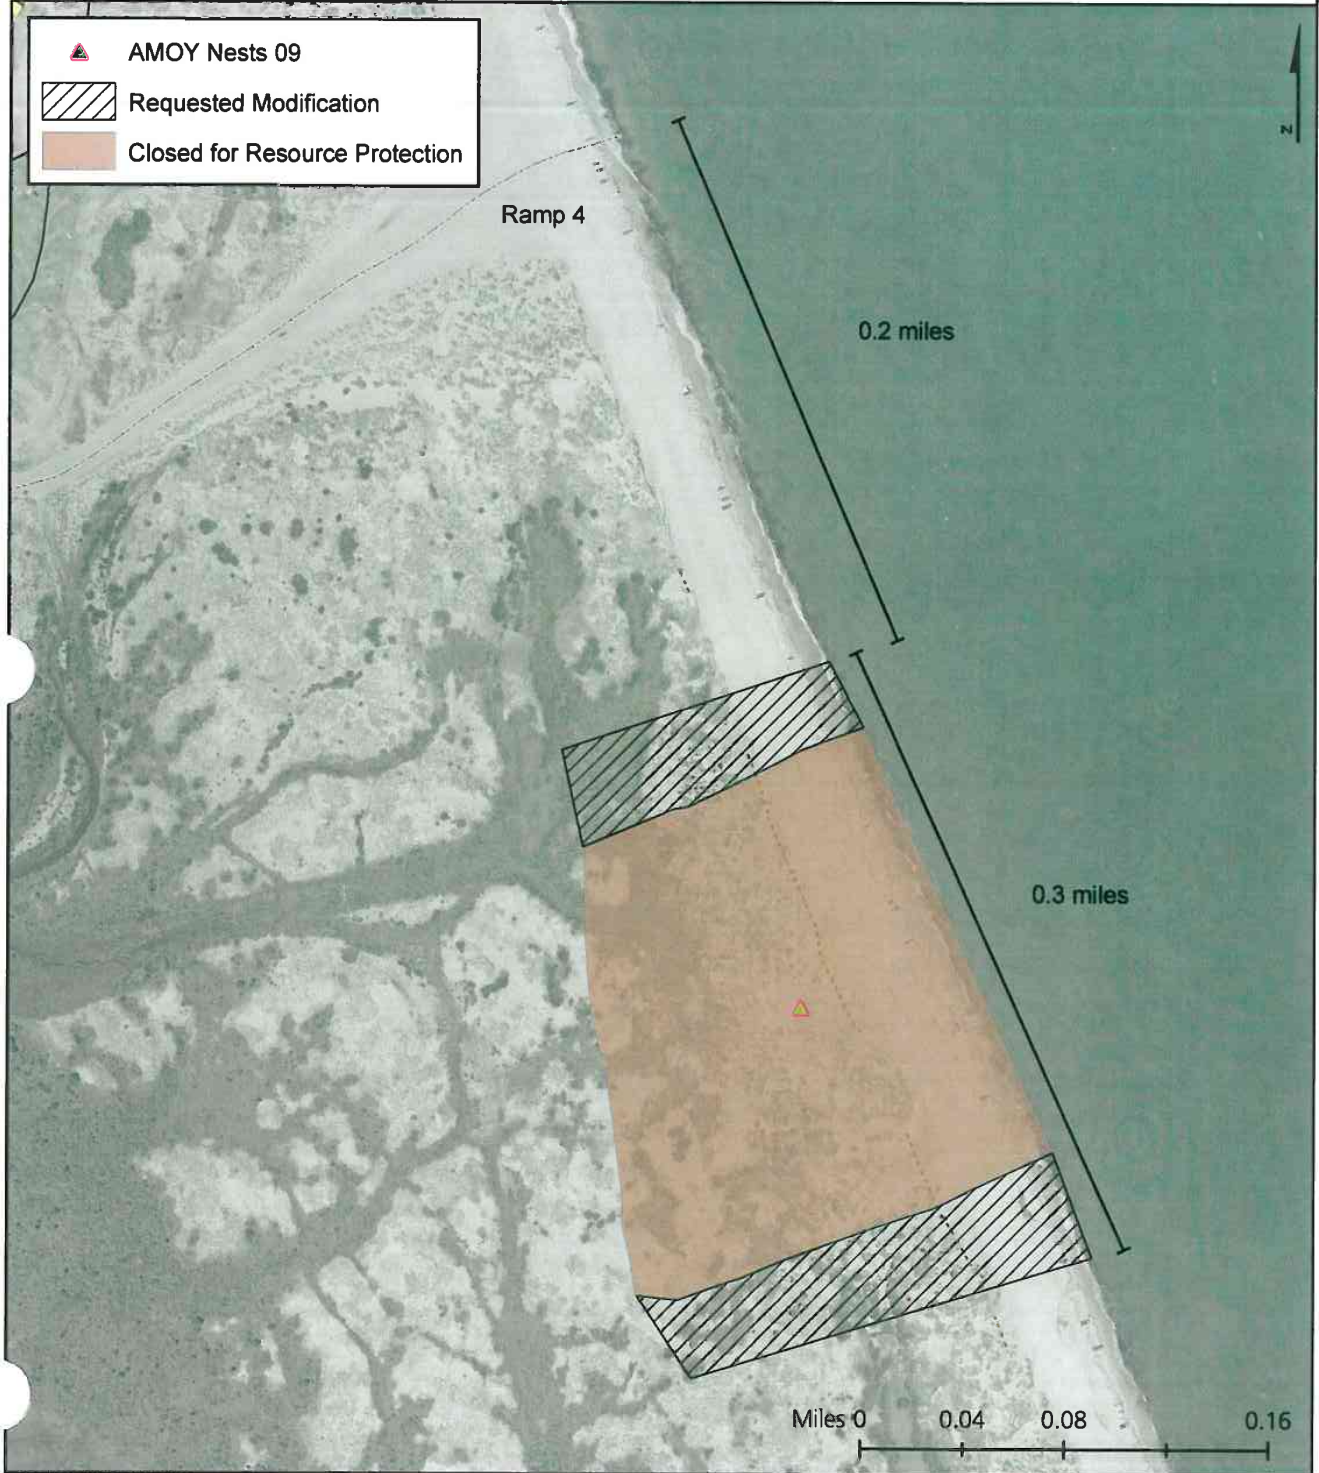 AMOY Nests 09
Requested Modification
Closed for Resource Protection
N
Ramp 4
0.2 miles
0.3 miles
Miles 0 0.04 0.08 0.16